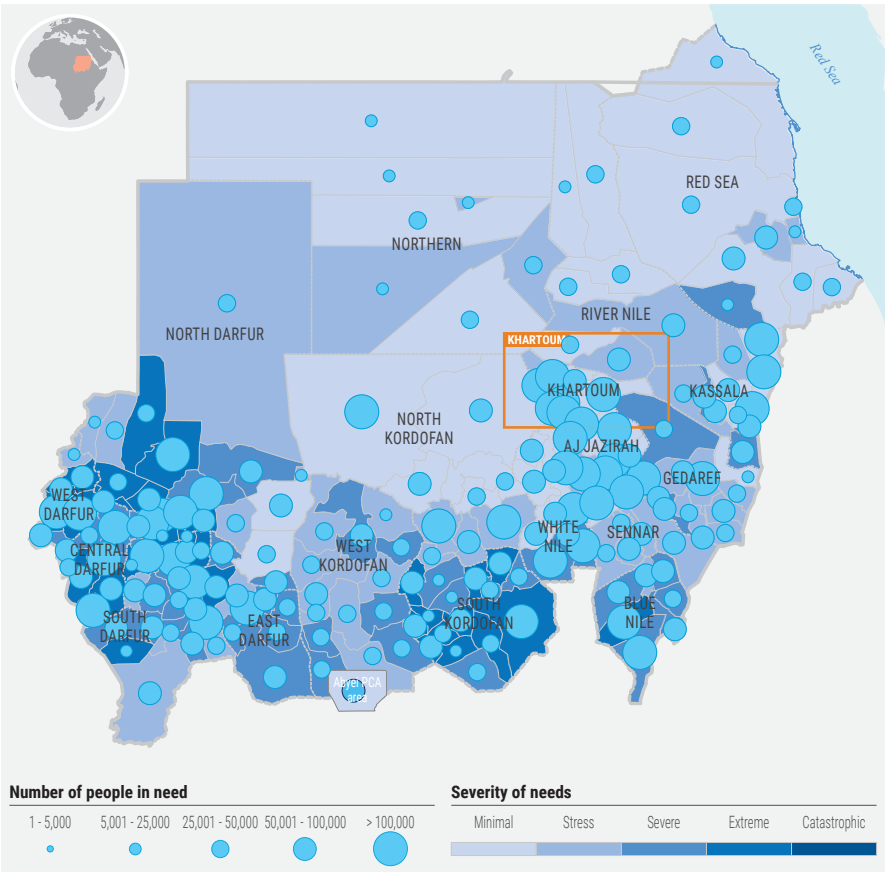 Red Sea
RED SEA
NORTHERN
NORTH DARFUR
RIVER NILE
KHARTOUM
KHARTOUM
KASSALA
NORTH
KORDOFAN
AJ JAZIRAH
GEDAREF
WEST
DARFUR
WHITE
NILE
SENNAR
CENTRAL
DARFUR
WEST
KORDOFAN
SOUTH
DARFUR
EAST
DARFUR
SOUTH
KORDOFAN
BLUE
NILE
Abyei PCA
area
Number of people in need
1 - 5,000
5,001 - 25,000
25,001 - 50,000
50,001 - 100,000
> 100,000
Severity of needs
Minimal
Stress
Severe
Extreme
Catastrophic